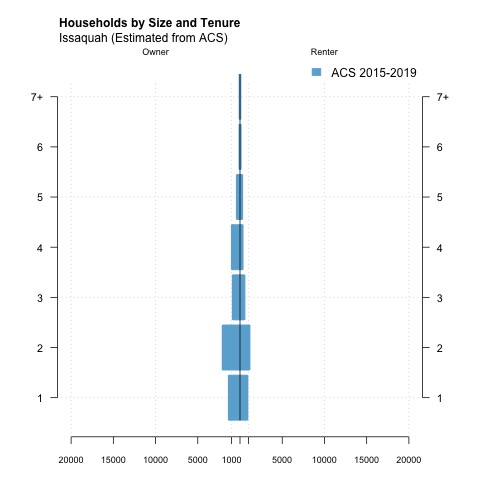 Households by Size and Tenure
Issaquah (Estimated from ACS)
Owner Renter
ACS 2015-2019
7+ 7+
6 6
5 5
4 4
3 3
2 2
1 1
20000 15000 10000 5000 1000 5000 10000 15000 20000